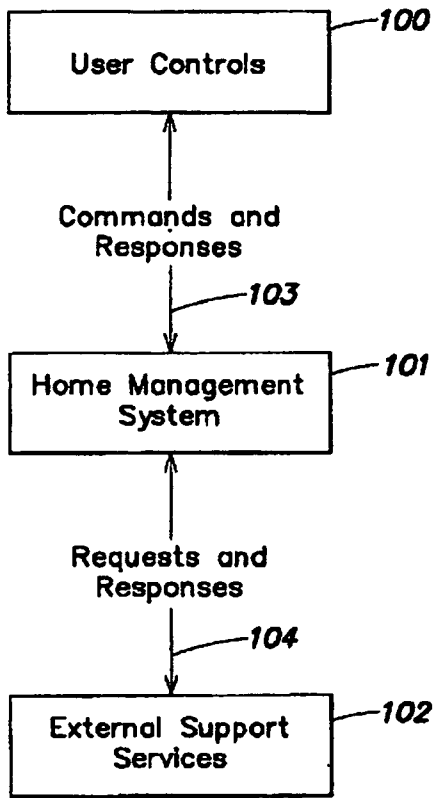 100
User Controls
Commands and
Responses
103
101
Home Management
System
Requests and
Responses
104
102
External Support
Services